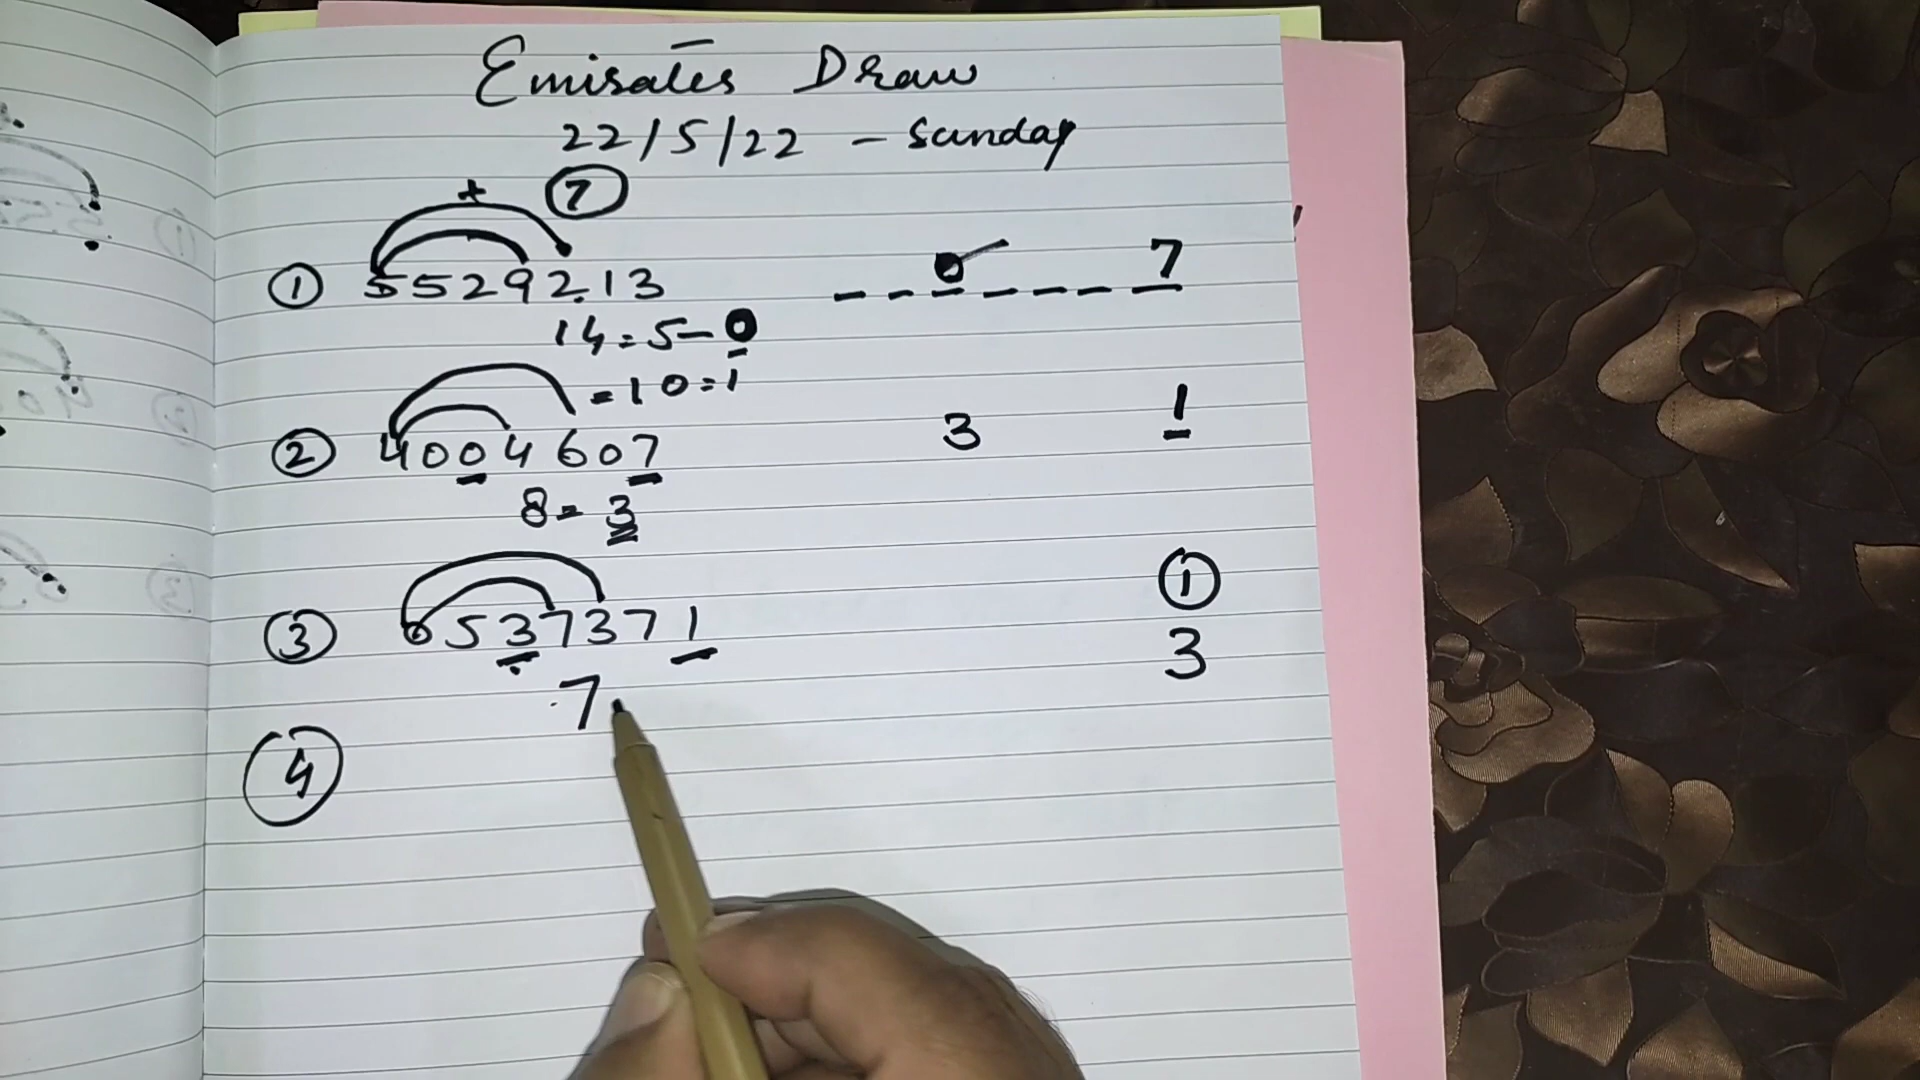 Emirates Draw
22/5/22 - Sunday
+ 7
1 55292.13
0 7
14 = 5 - 0
= 10 = 1
2 4004607
3 1
8 = 3
3 0537371
1
3
7
4